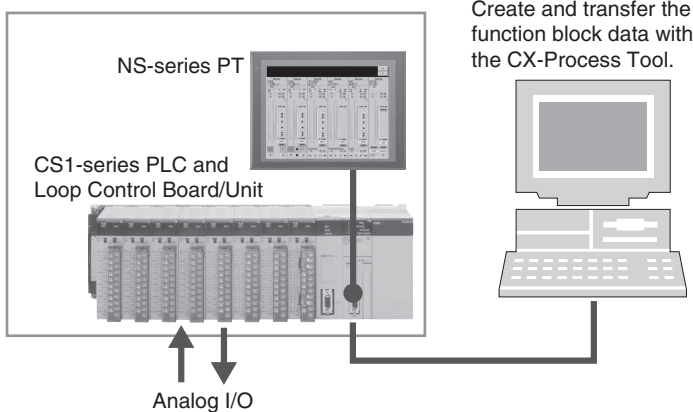 Create and transfer the
function block data with
the CX-Process Tool.
NS-series PT
CS1-series PLC and
Loop Control Board/Unit
Analog I/O